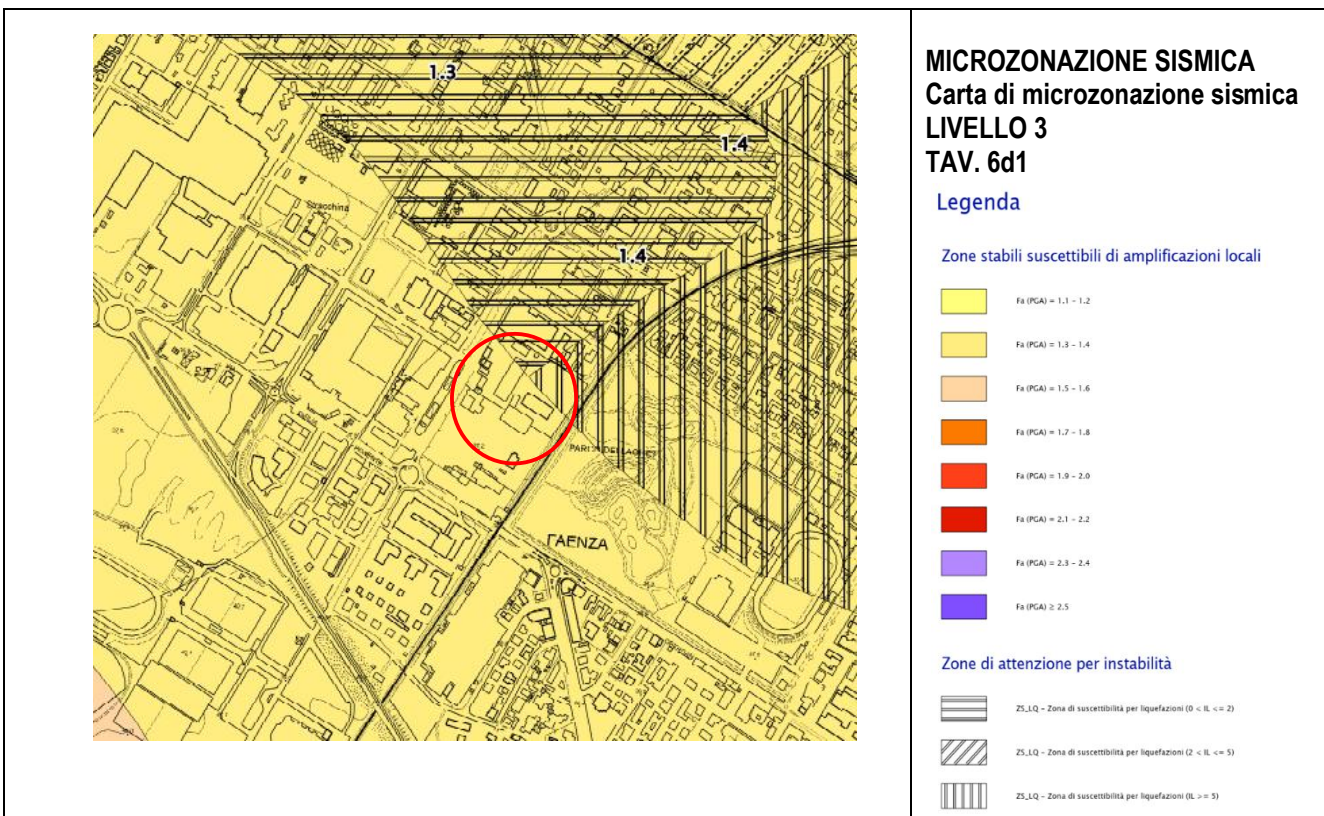 1.3
1.4
Stracchina
1.4
FAENZA
MICROZONAZIONE SISMICA
Carta di microzonazione sismica
LIVELLO 3
TAV. 6d1
Legenda
Zone stabili suscettibili di amplificazioni locali
Fa (PGA) = 1.1 - 1.2
Fa (PGA) = 1.3 - 1.4
Fa (PGA) = 1.5 - 1.6
Fa (PGA) = 1.7 - 1.8
Fa (PGA) = 1.9 - 2.0
Fa (PGA) = 2.1 - 2.2
Fa (PGA) = 2.3 - 2.4
Fa (PGA) ≥ 2.5
Zone di attenzione per instabilità
ZS_LQ - Zona di suscettibilità per liquefazioni (0 < IL <= 2)
ZS_LQ - Zona di suscettibilità per liquefazioni (2 < IL <= 5)
ZS_LQ - Zona di suscettibilità per liquefazioni (IL >= 5)